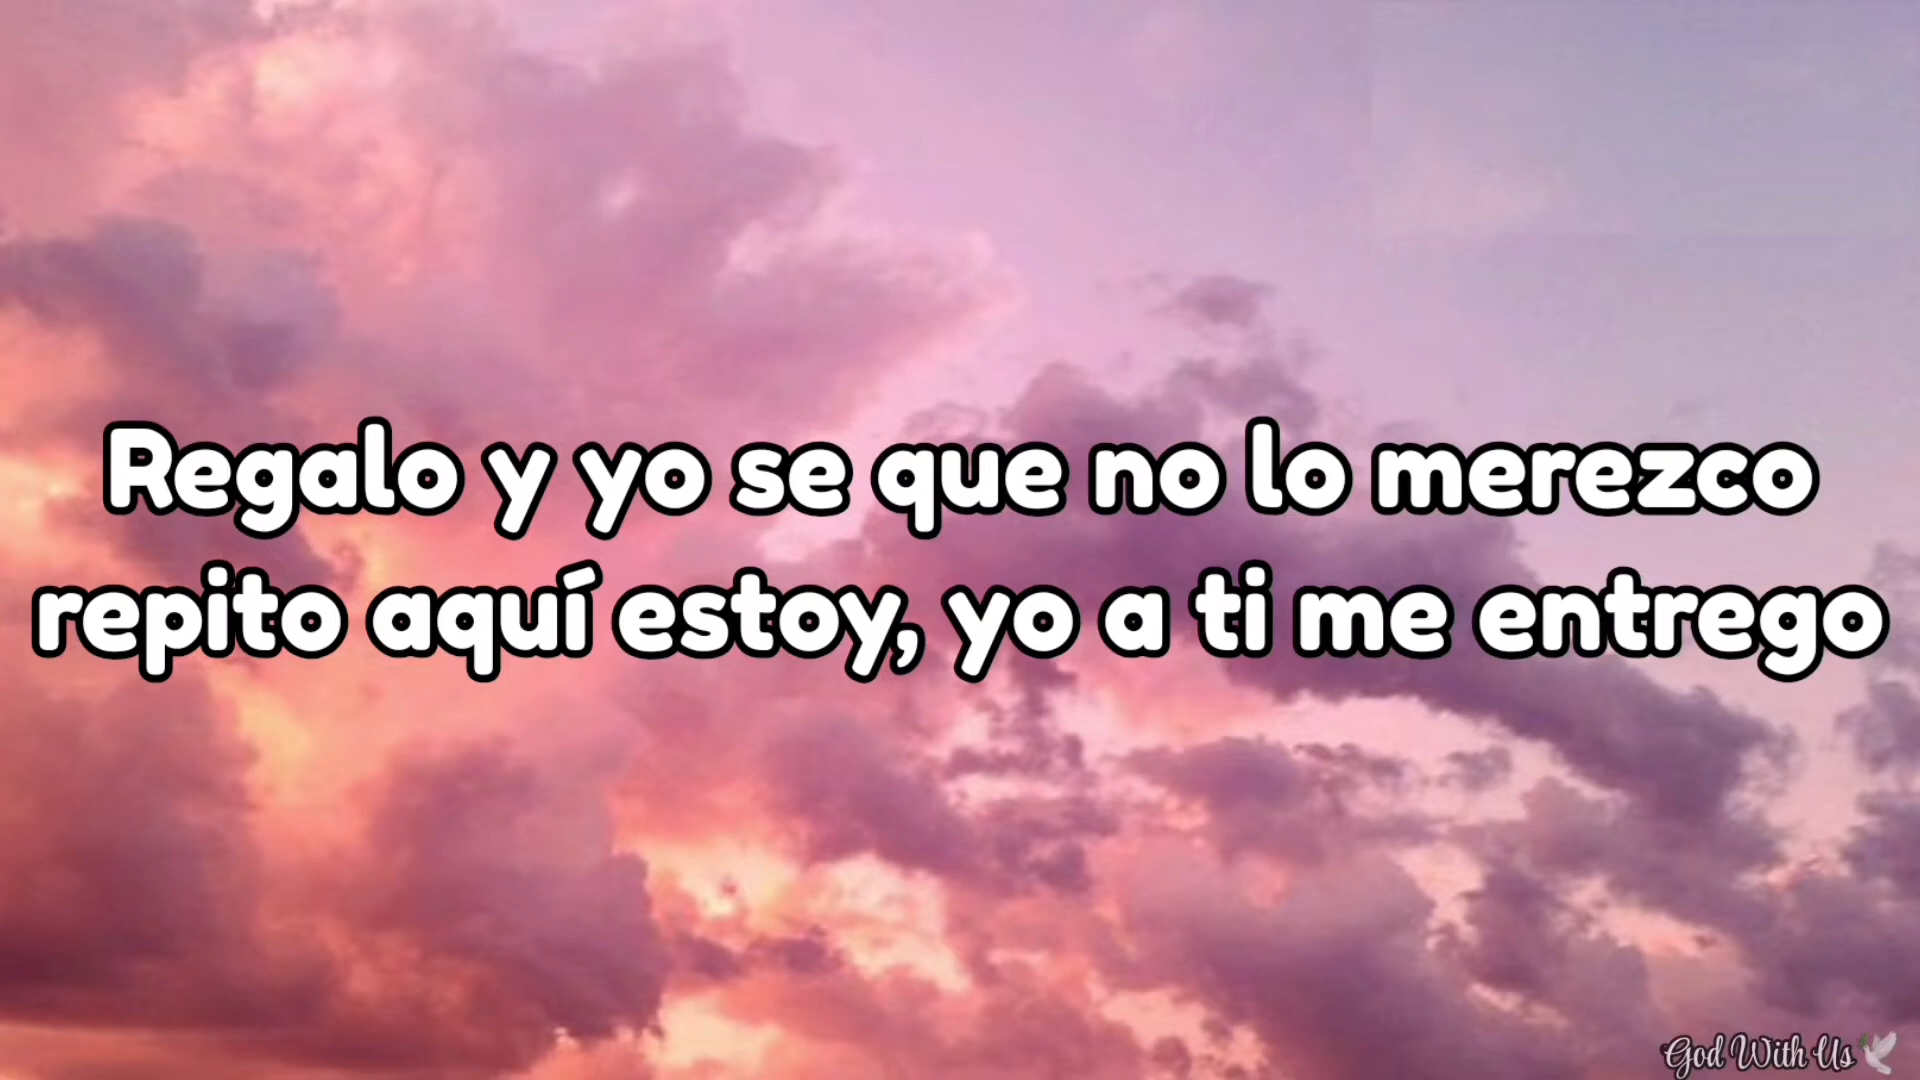 Regalo y yo se que no lo merezco
repito aquí estoy, yo a ti me entrego
God With Us